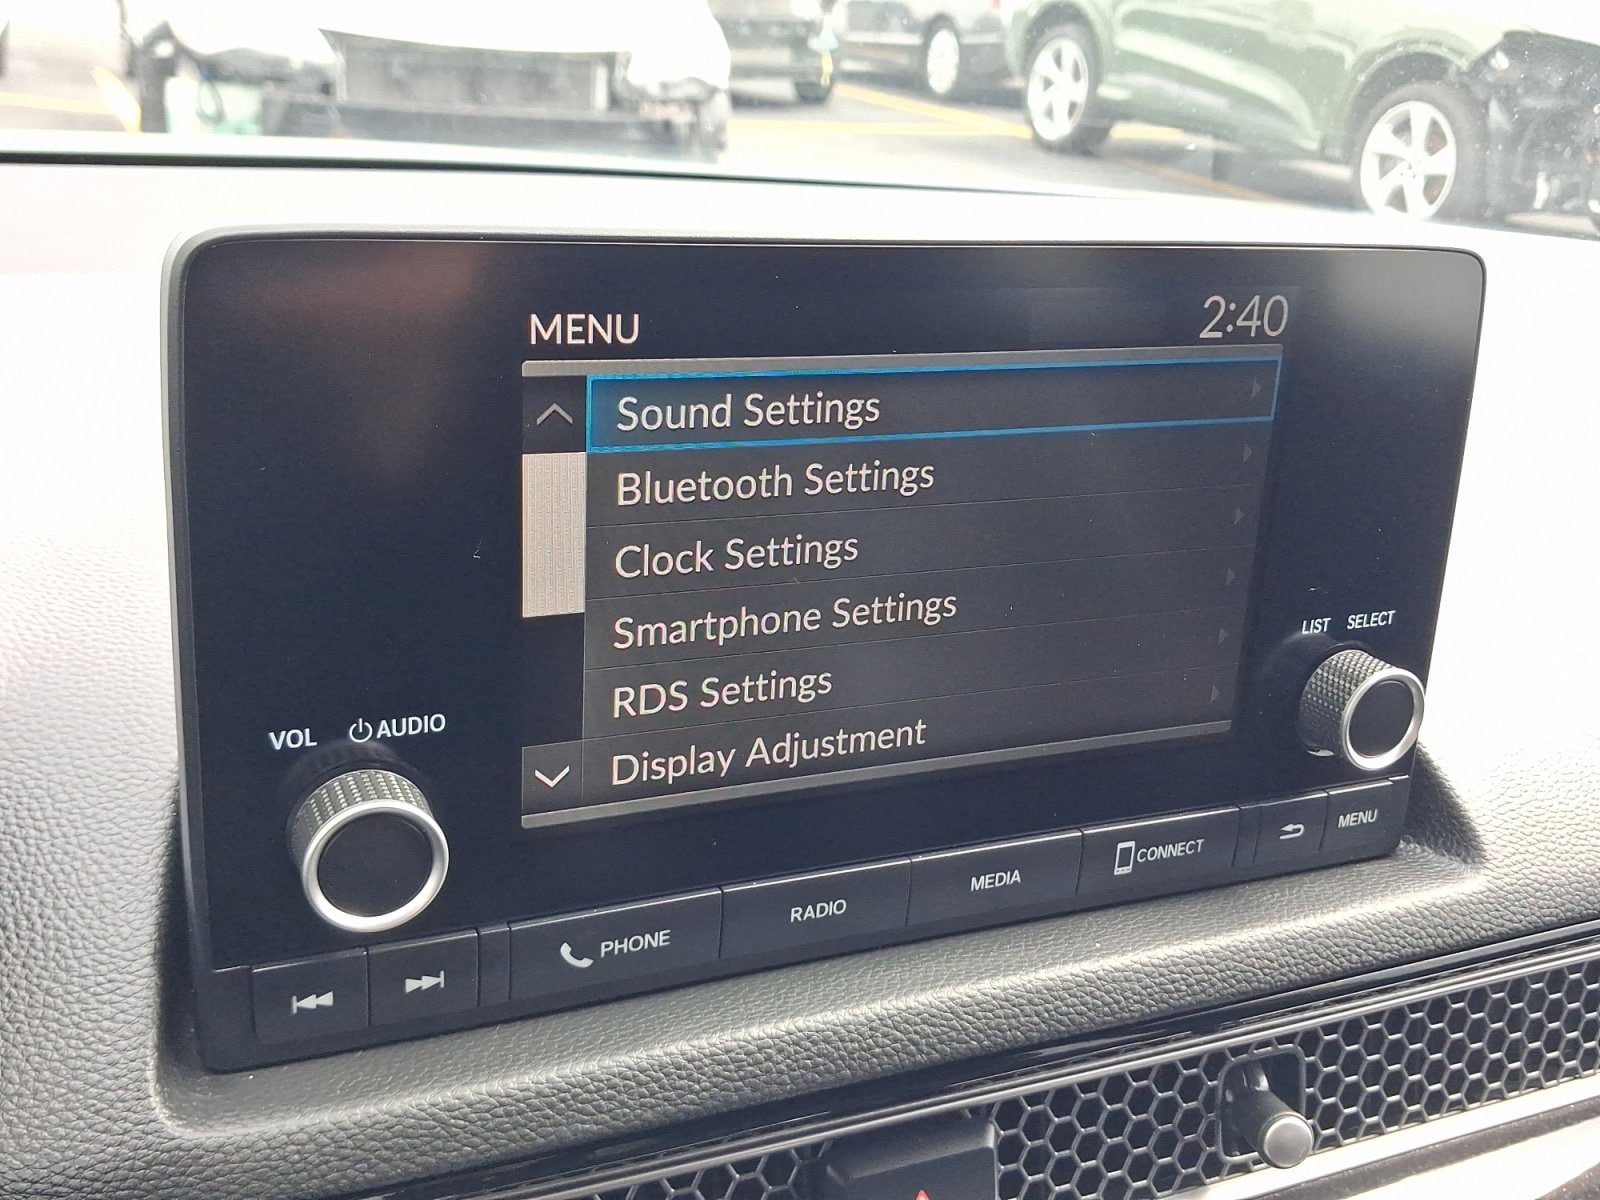 MENU 2:40
Sound Settings
Bluetooth Settings
Clock Settings
Smartphone Settings
RDS Settings
Display Adjustment
LIST SELECT
VOL AUDIO
PHONE RADIO MEDIA CONNECT MENU